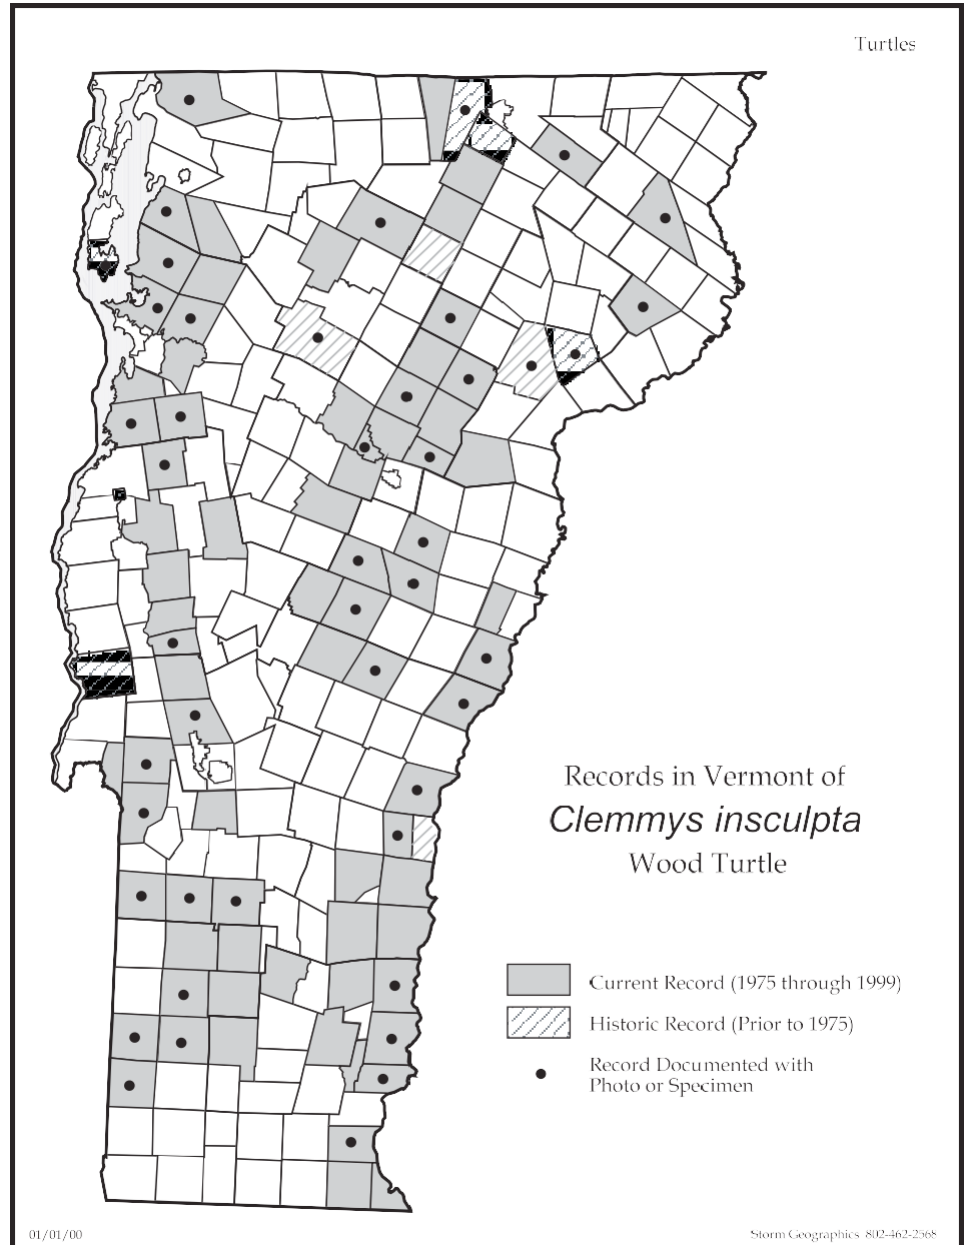 Turtles
Records in Vermont of
Clemmys insculpta
Wood Turtle
Current Record (1975 through 1999)
Historic Record (Prior to 1975)
Record Documented with
Photo or Specimen
01/01/00
Storm Geographics 802-462-2568